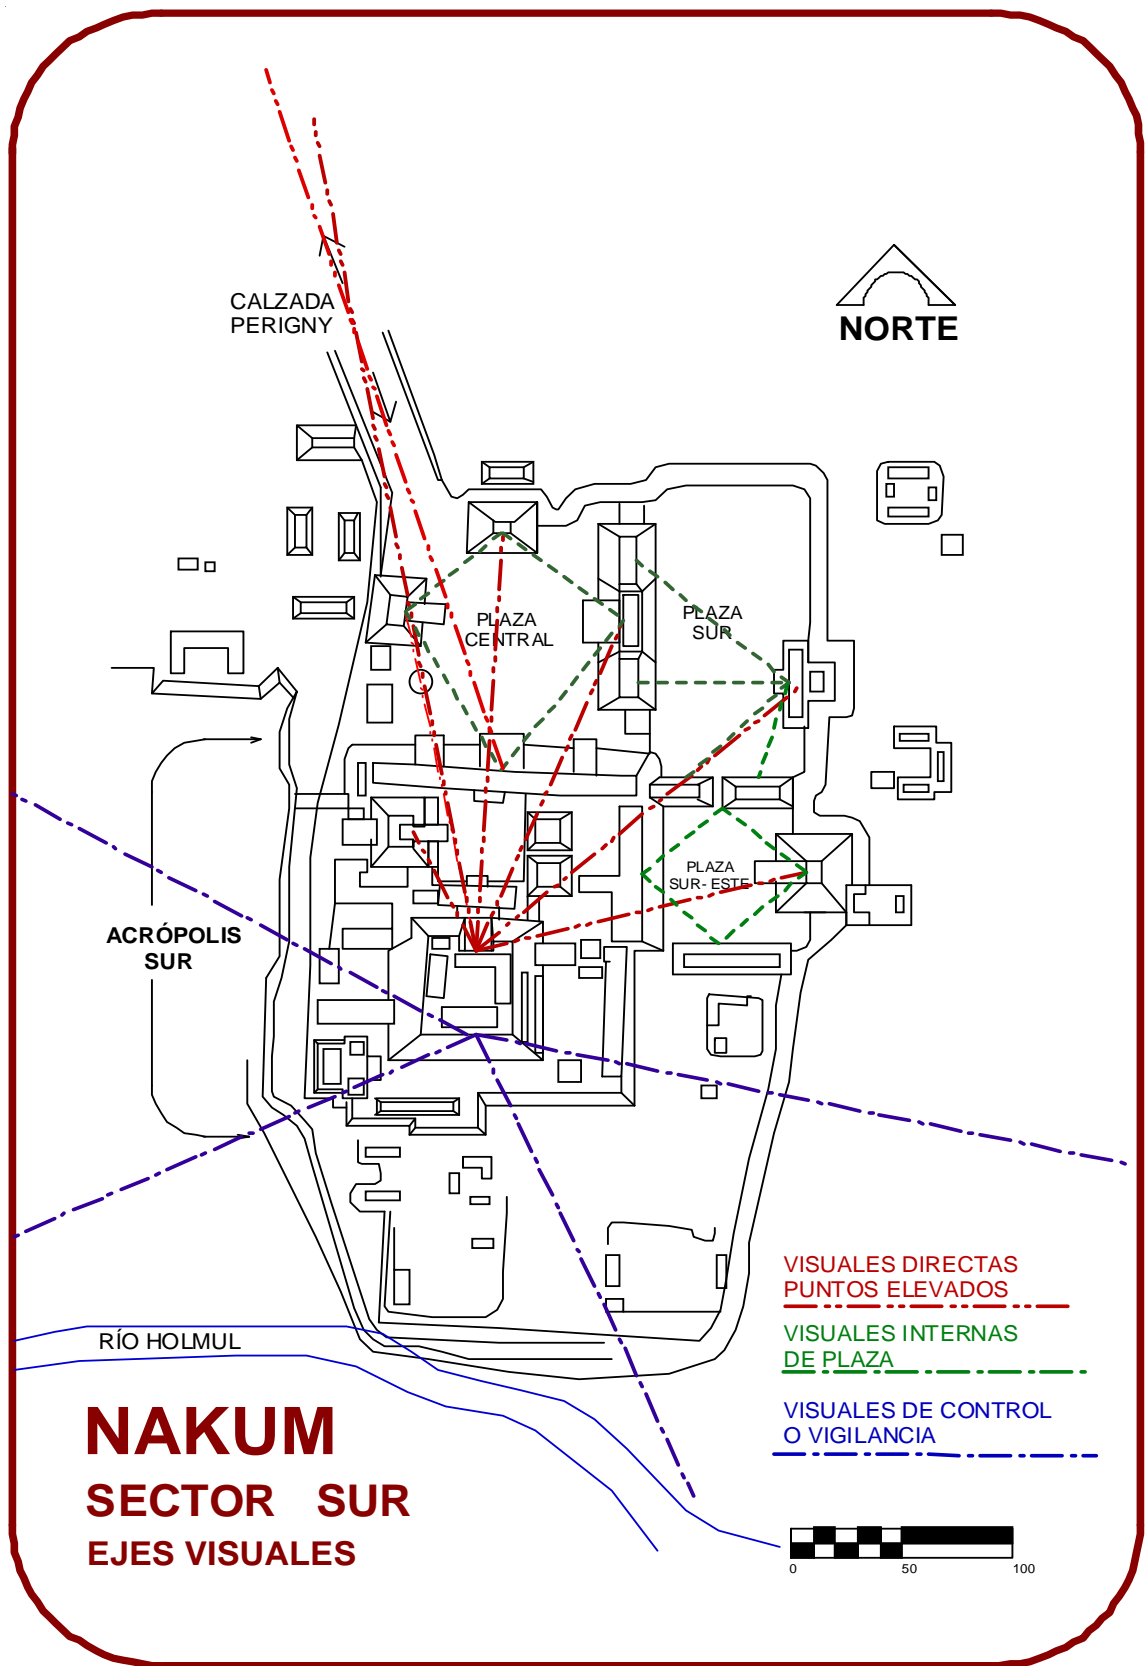 CALZADA
PERIGNY
NORTE
PLAZA
CENTRAL
PLAZA
SUR
PLAZA
SUR-ESTE
ACRÓPOLIS
SUR
VISUALES DIRECTAS
PUNTOS ELEVADOS
VISUALES INTERNAS
DE PLAZA
VISUALES DE CONTROL
O VIGILANCIA
RÍO HOLMUL
NAKUM
SECTOR SUR
EJES VISUALES
0 50 100